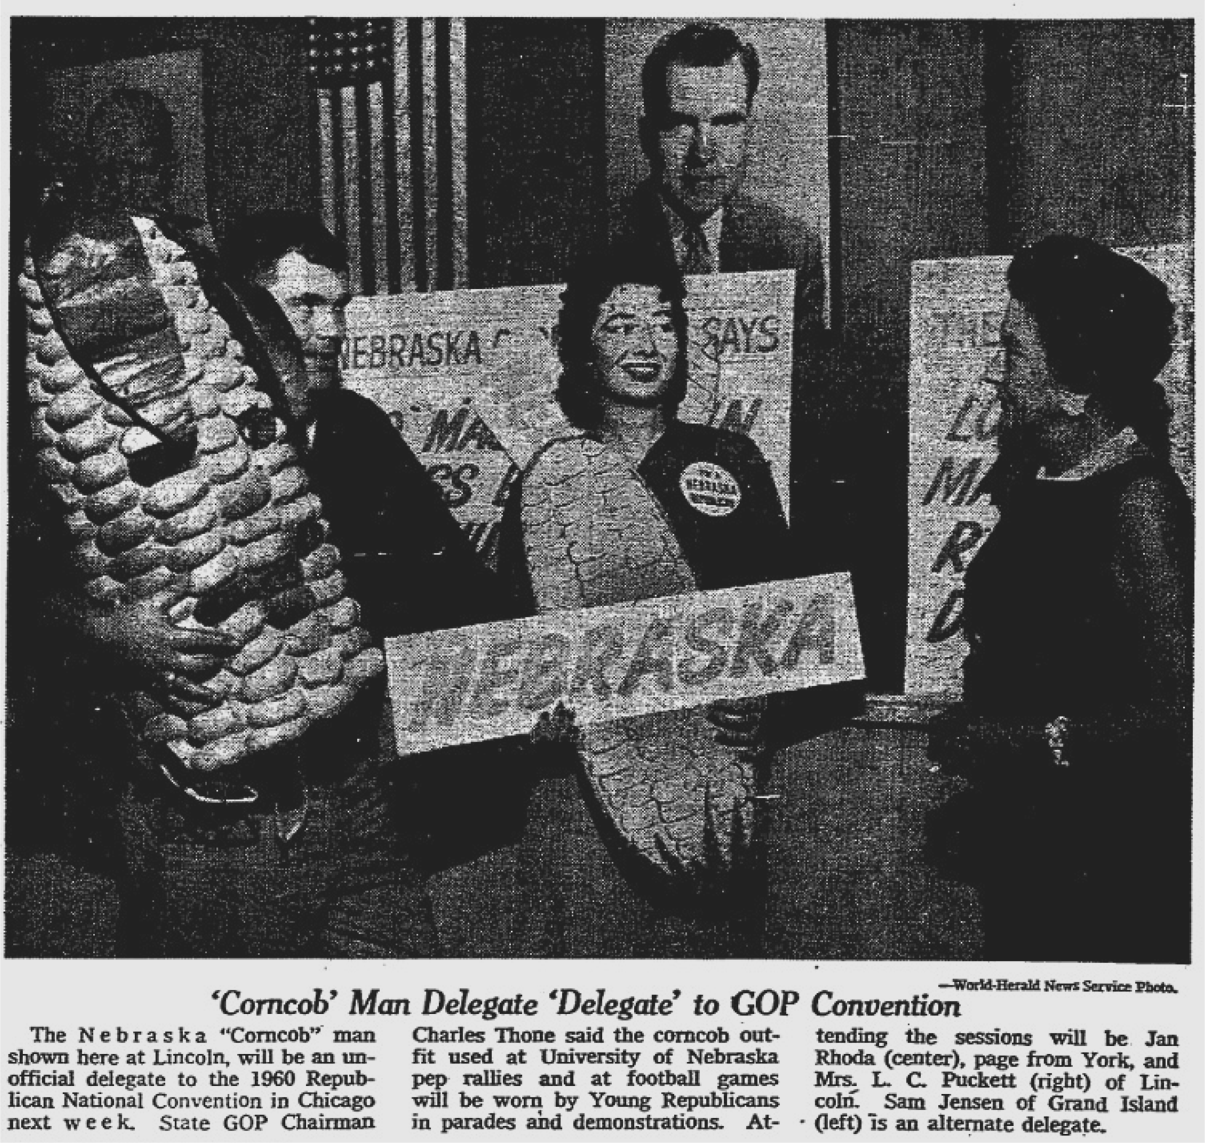 NEBRASKA
SAYS
MA
SS
LO
MA
R
D
NEBRASKA
NEBRASKA
—World-Herald News Service Photo.
‘Corncob’ Man Delegate ‘Delegate’ to GOP Convention
The Nebraska “Corncob” man
shown here at Lincoln, will be an un-
official delegate to the 1960 Repub-
lican National Convention in Chicago
next week. State GOP Chairman
Charles Thone said the corncob out-
fit used at University of Nebraska
pep rallies and at football games
will be worn by Young Republicans
in parades and demonstrations. At-
tending the sessions will be Jan
Rhoda (center), page from York, and
Mrs. L. C. Puckett (right) of Lin-
coln. Sam Jensen of Grand Island
(left) is an alternate delegate.